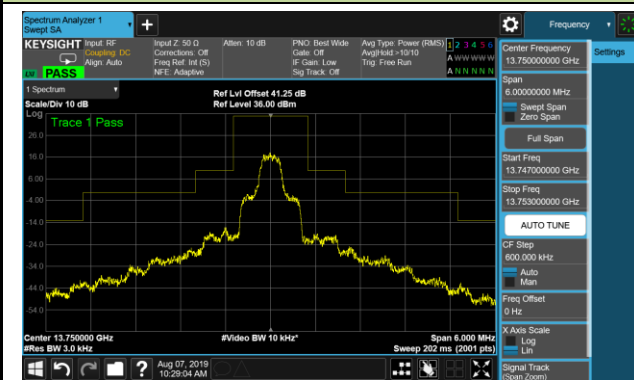 Spectrum Analyzer 1
Swept SA
Frequency
KEYSIGHT
Input: RF
Coupling: DC
Align: Auto
Input Z: 50 Ω
Corrections: Off
Freq Ref: Int (S)
NFE: Adaptive
Atten: 10 dB
PNO: Best Wide
Gate: Off
IF Gain: Low
Sig Track: Off
Avg Type: Power (RMS)
Avg|Hold:>10/10
Trig: Free Run
1 2 3 4 5 6
A W W W W W
A N N N N N
PASS
Center Frequency
13.750000000 GHz
Settings
Span
6.00000000 MHz
Swept Span
Zero Span
Full Span
Start Freq
13.747000000 GHz
Stop Freq
13.753000000 GHz
AUTO TUNE
CF Step
600.000 kHz
Auto
Man
Freq Offset
0 Hz
X Axis Scale
Log
Lin
Signal Track
(Span Zoom)
1 Spectrum
Scale/Div 10 dB
Log
Ref Lvl Offset 41.25 dB
Ref Level 36.00 dBm
Trace 1 Pass
26.0
16.0
6.00
-4.00
-14.0
-24.0
-34.0
-44.0
-54.0
Center 13.750000 GHz
#Res BW 3.0 kHz
#Video BW 10 kHz*
Span 6.000 MHz
Sweep 202 ms (2001 pts)
?
Aug 07, 2019
10:29:04 AM